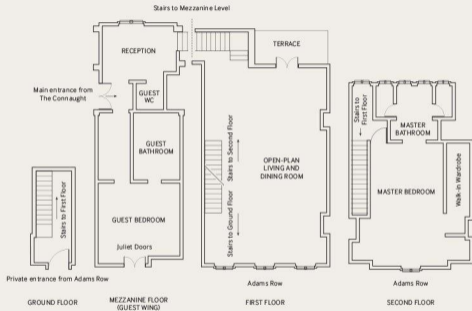 Stairs to Mezzanine Level
RECEPTION
TERRACE
Main entrance from
The Connaught
GUEST
WC
GUEST
BATHROOM
GUEST BEDROOM
Juliet Doors
Stairs to First Floor
Private entrance from Adams Row
Stairs to Second Floor
Stairs to Ground Floor
OPEN-PLAN
LIVING AND
DINING ROOM
Stairs to
First Floor
MASTER
BATHROOM
MASTER BEDROOM
Walk-in Wardrobe
Adams Row
Adams Row
GROUND FLOOR
MEZZANINE FLOOR
(GUEST WING)
FIRST FLOOR
SECOND FLOOR